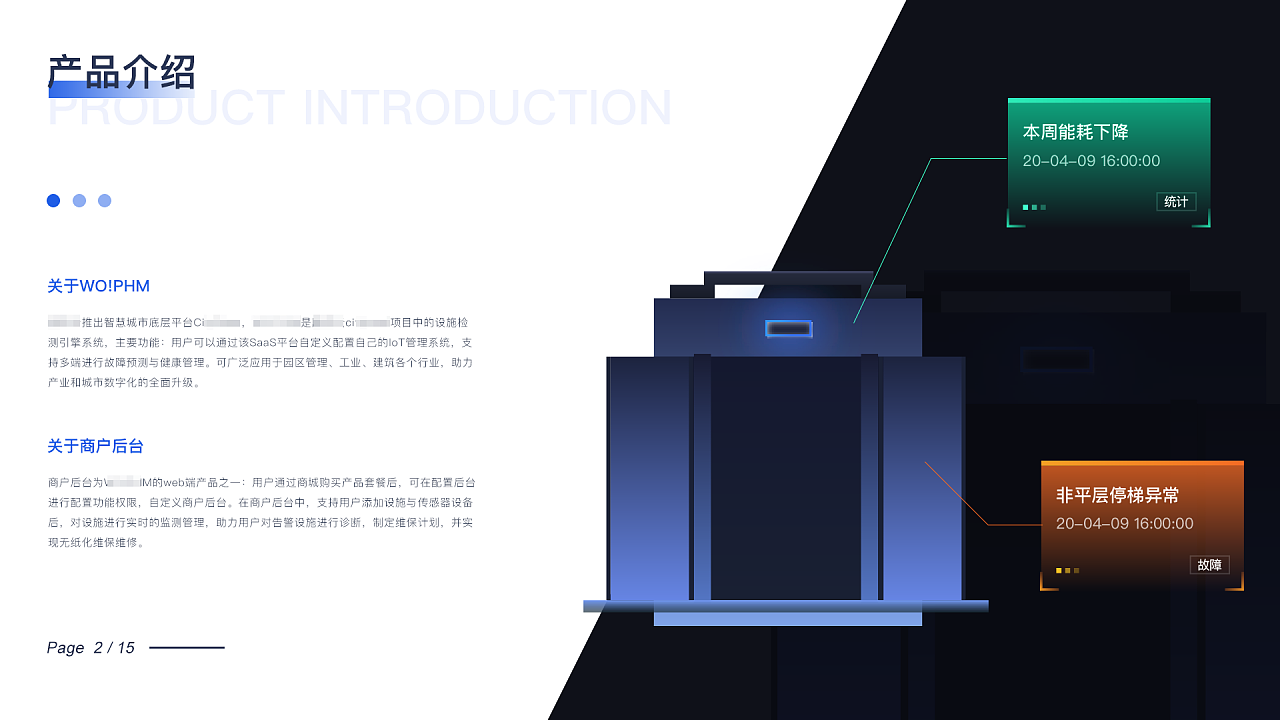 产品介绍
PRODUCT INTRODUCTION
关于WO!PHM
推出智慧城市底层平台Ci ，是 ;ci 项目中的设施检
测引擎系统，主要功能：用户可以通过该SaaS平台自定义配置自己的IoT管理系统，支
持多端进行故障预测与健康管理。可广泛应用于园区管理、工业、建筑各个行业，助力
产业和城市数字化的全面升级。
关于商户后台
商户后台为 IM的web端产品之一：用户通过商城购买产品套餐后，可在配置后台
进行配置功能权限，自定义商户后台。在商户后台中，支持用户添加设施与传感器设备
后，对设施进行实时的监测管理，助力用户对告警设施进行诊断，制定维保计划，并实
现无纸化维保维修。
Page 2 / 15
本周能耗下降
20–04–09 16:00:00
统计
非平层停梯异常
20–04–09 16:00:00
故障